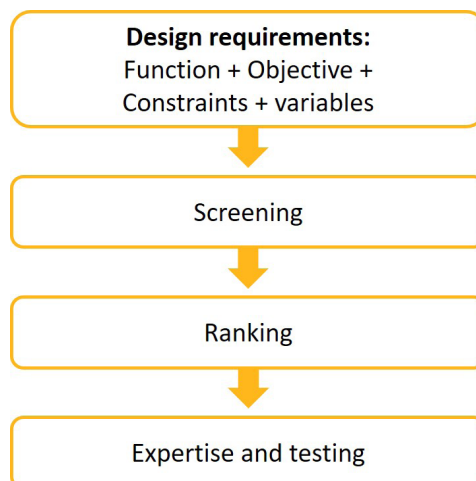 Design requirements:
Function + Objective +
Constraints + variables
Screening
Ranking
Expertise and testing